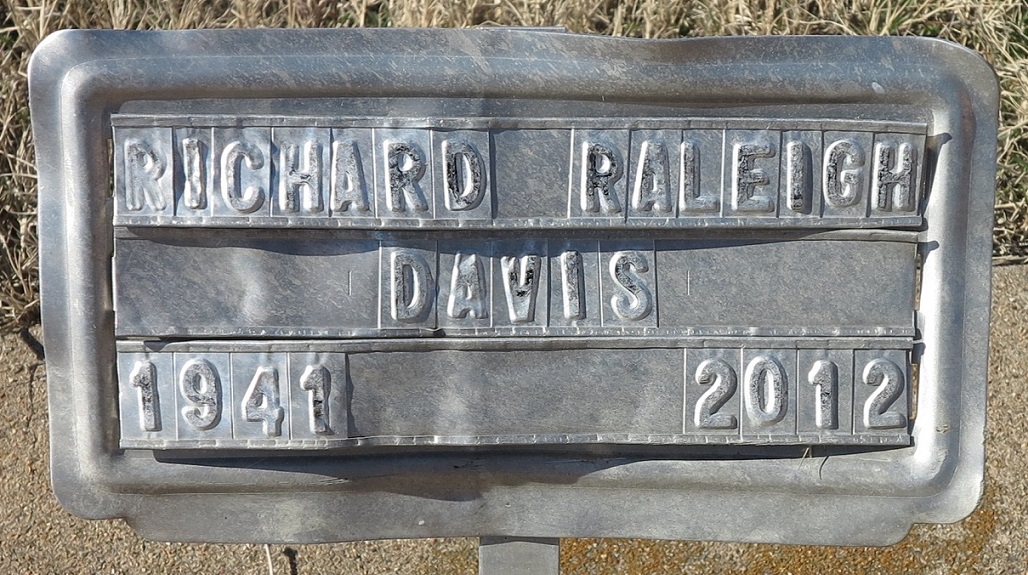 RICHARD RALEIGH
DAVIS
1941 2012